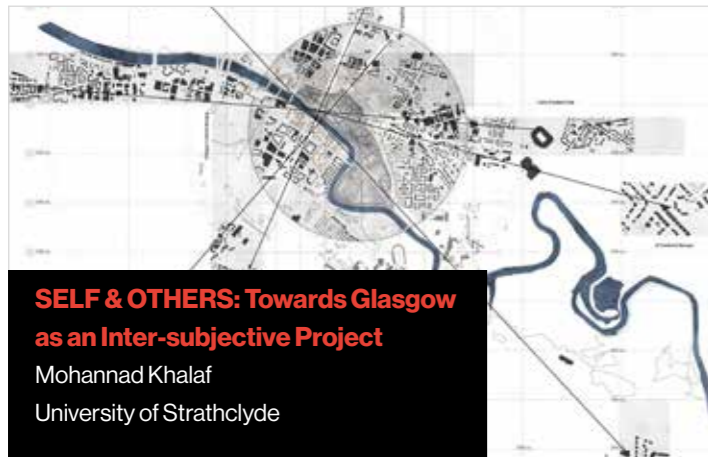 SELF & OTHERS: Towards Glasgow
as an Inter-subjective Project
Mohannad Khalaf
University of Strathclyde